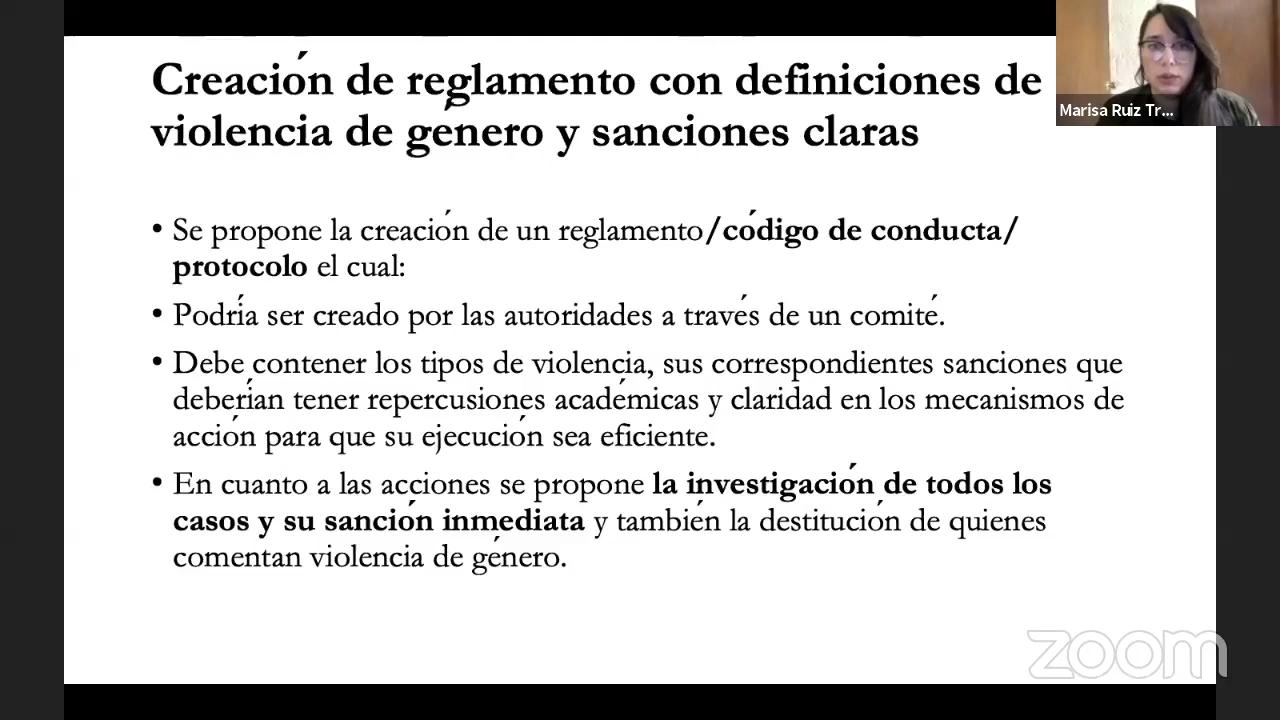 Creación de reglamento con definiciones de
violencia de género y sanciones claras
• Se propone la creación de un reglamento/código de conducta/
protocolo el cual:
• Podría ser creado por las autoridades a través de un comité.
• Debe contener los tipos de violencia, sus correspondientes sanciones que
deberían tener repercusiones académicas y claridad en los mecanismos de
acción para que su ejecución sea eficiente.
• En cuanto a las acciones se propone la investigación de todos los
casos y su sanción inmediata y también la destitución de quienes
comentan violencia de género.
Marisa Ruiz Tr...
zoom